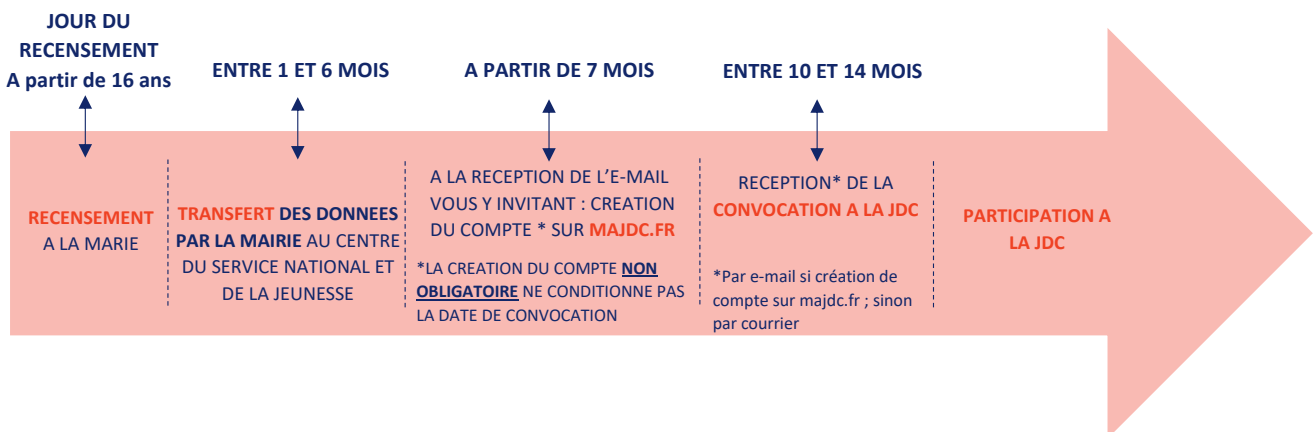 JOUR DU
RECENSEMENT
A partir de 16 ans
ENTRE 1 ET 6 MOIS
A PARTIR DE 7 MOIS
ENTRE 10 ET 14 MOIS
RECENSEMENT
A LA MARIE
TRANSFERT DES DONNEES
PAR LA MAIRIE AU CENTRE
DU SERVICE NATIONAL ET
DE LA JEUNESSE
A LA RECEPTION DE L’E-MAIL
VOUS Y INVITANT : CREATION
DU COMPTE * SUR MAJDC.FR
*LA CREATION DU COMPTE NON
OBLIGATOIRE NE CONDITIONNE PAS
LA DATE DE CONVOCATION
RECEPTION* DE LA
CONVOCATION A LA JDC
*Par e-mail si création de
compte sur majdc.fr ; sinon
par courrier
PARTICIPATION A
LA JDC